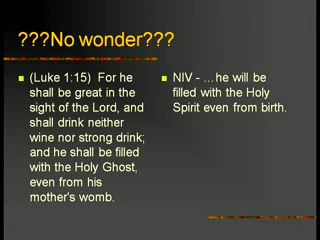 ???No wonder???
(Luke 1:15)  For he
shall be great in the
sight of the Lord, and
shall drink neither
wine nor strong drink;
and he shall be filled
with the Holy Ghost,
even from his
mother's womb.
NIV - …he will be
filled with the Holy
Spirit even from birth.